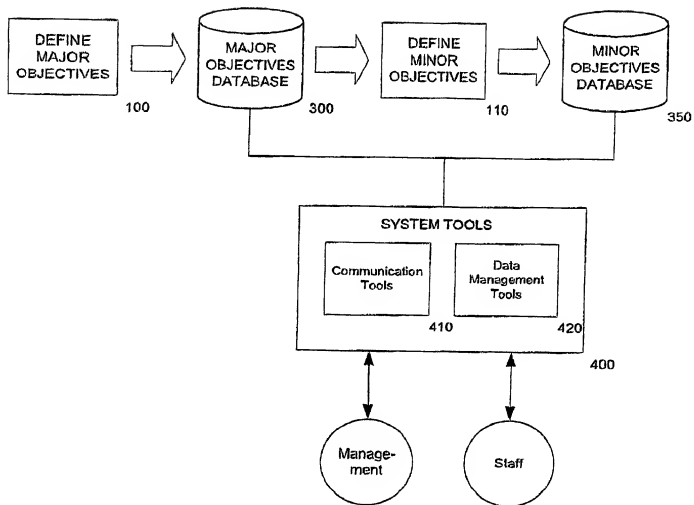 DEFINE
MAJOR
OBJECTIVES
100
MAJOR
OBJECTIVES
DATABASE
300
DEFINE
MINOR
OBJECTIVES
110
MINOR
OBJECTIVES
DATABASE
350
SYSTEM TOOLS
Communication
Tools
410
Data
Management
Tools
420
400
Manage-
ment
Staff